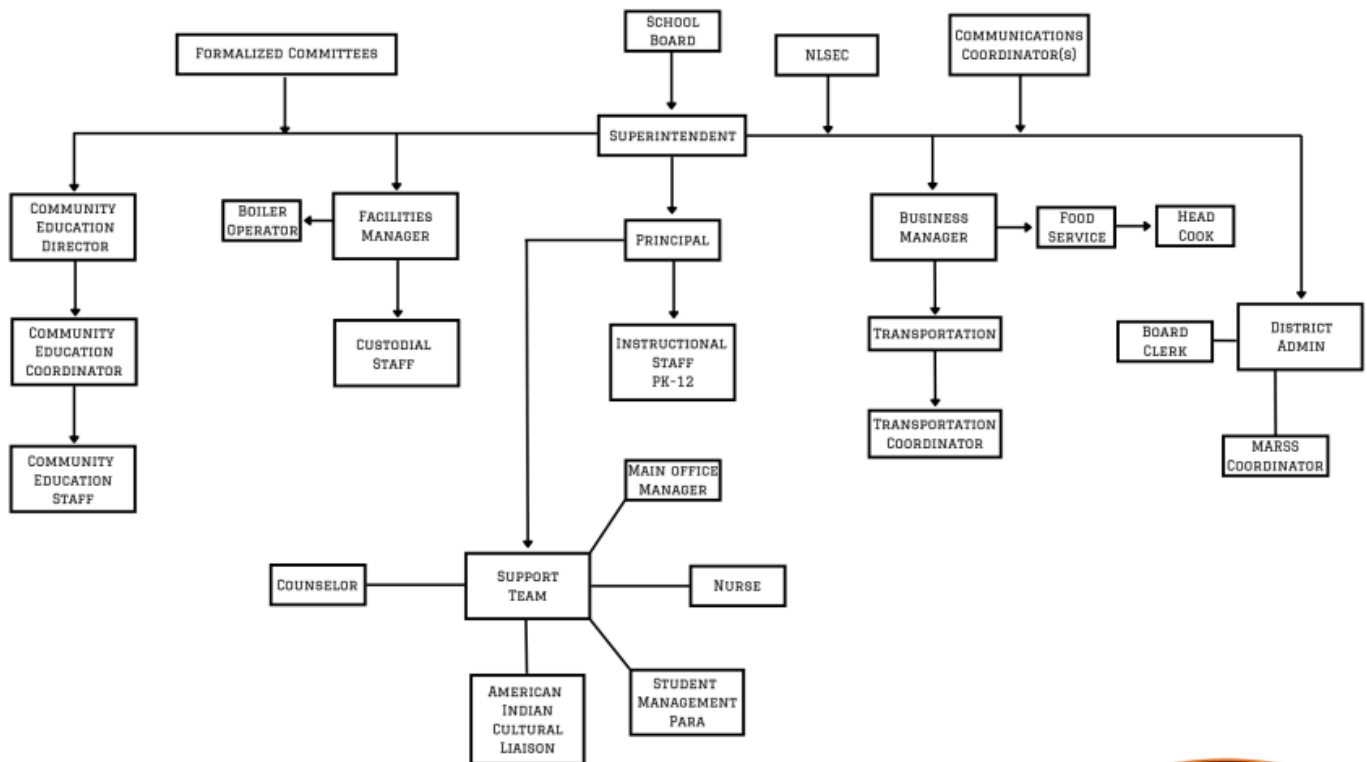 FORMALIZED COMMITTEES
SCHOOL
BOARD
NLSEC
COMMUNICATIONS
COORDINATOR(S)
SUPERINTENDENT
COMMUNITY
EDUCATION
DIRECTOR
BOILER
OPERATOR
FACILITIES
MANAGER
PRINCIPAL
BUSINESS
MANAGER
FOOD
SERVICE
HEAD
COOK
COMMUNITY
EDUCATION
COORDINATOR
CUSTODIAL
STAFF
INSTRUCTIONAL
STAFF
PK-12
TRANSPORTATION
BOARD
CLERK
DISTRICT
ADMIN
COMMUNITY
EDUCATION
STAFF
TRANSPORTATION
COORDINATOR
MARSS
COORDINATOR
MAIN OFFICE
MANAGER
COUNSELOR
SUPPORT
TEAM
NURSE
AMERICAN
INDIAN
CULTURAL
LIAISON
STUDENT
MANAGEMENT
PARA